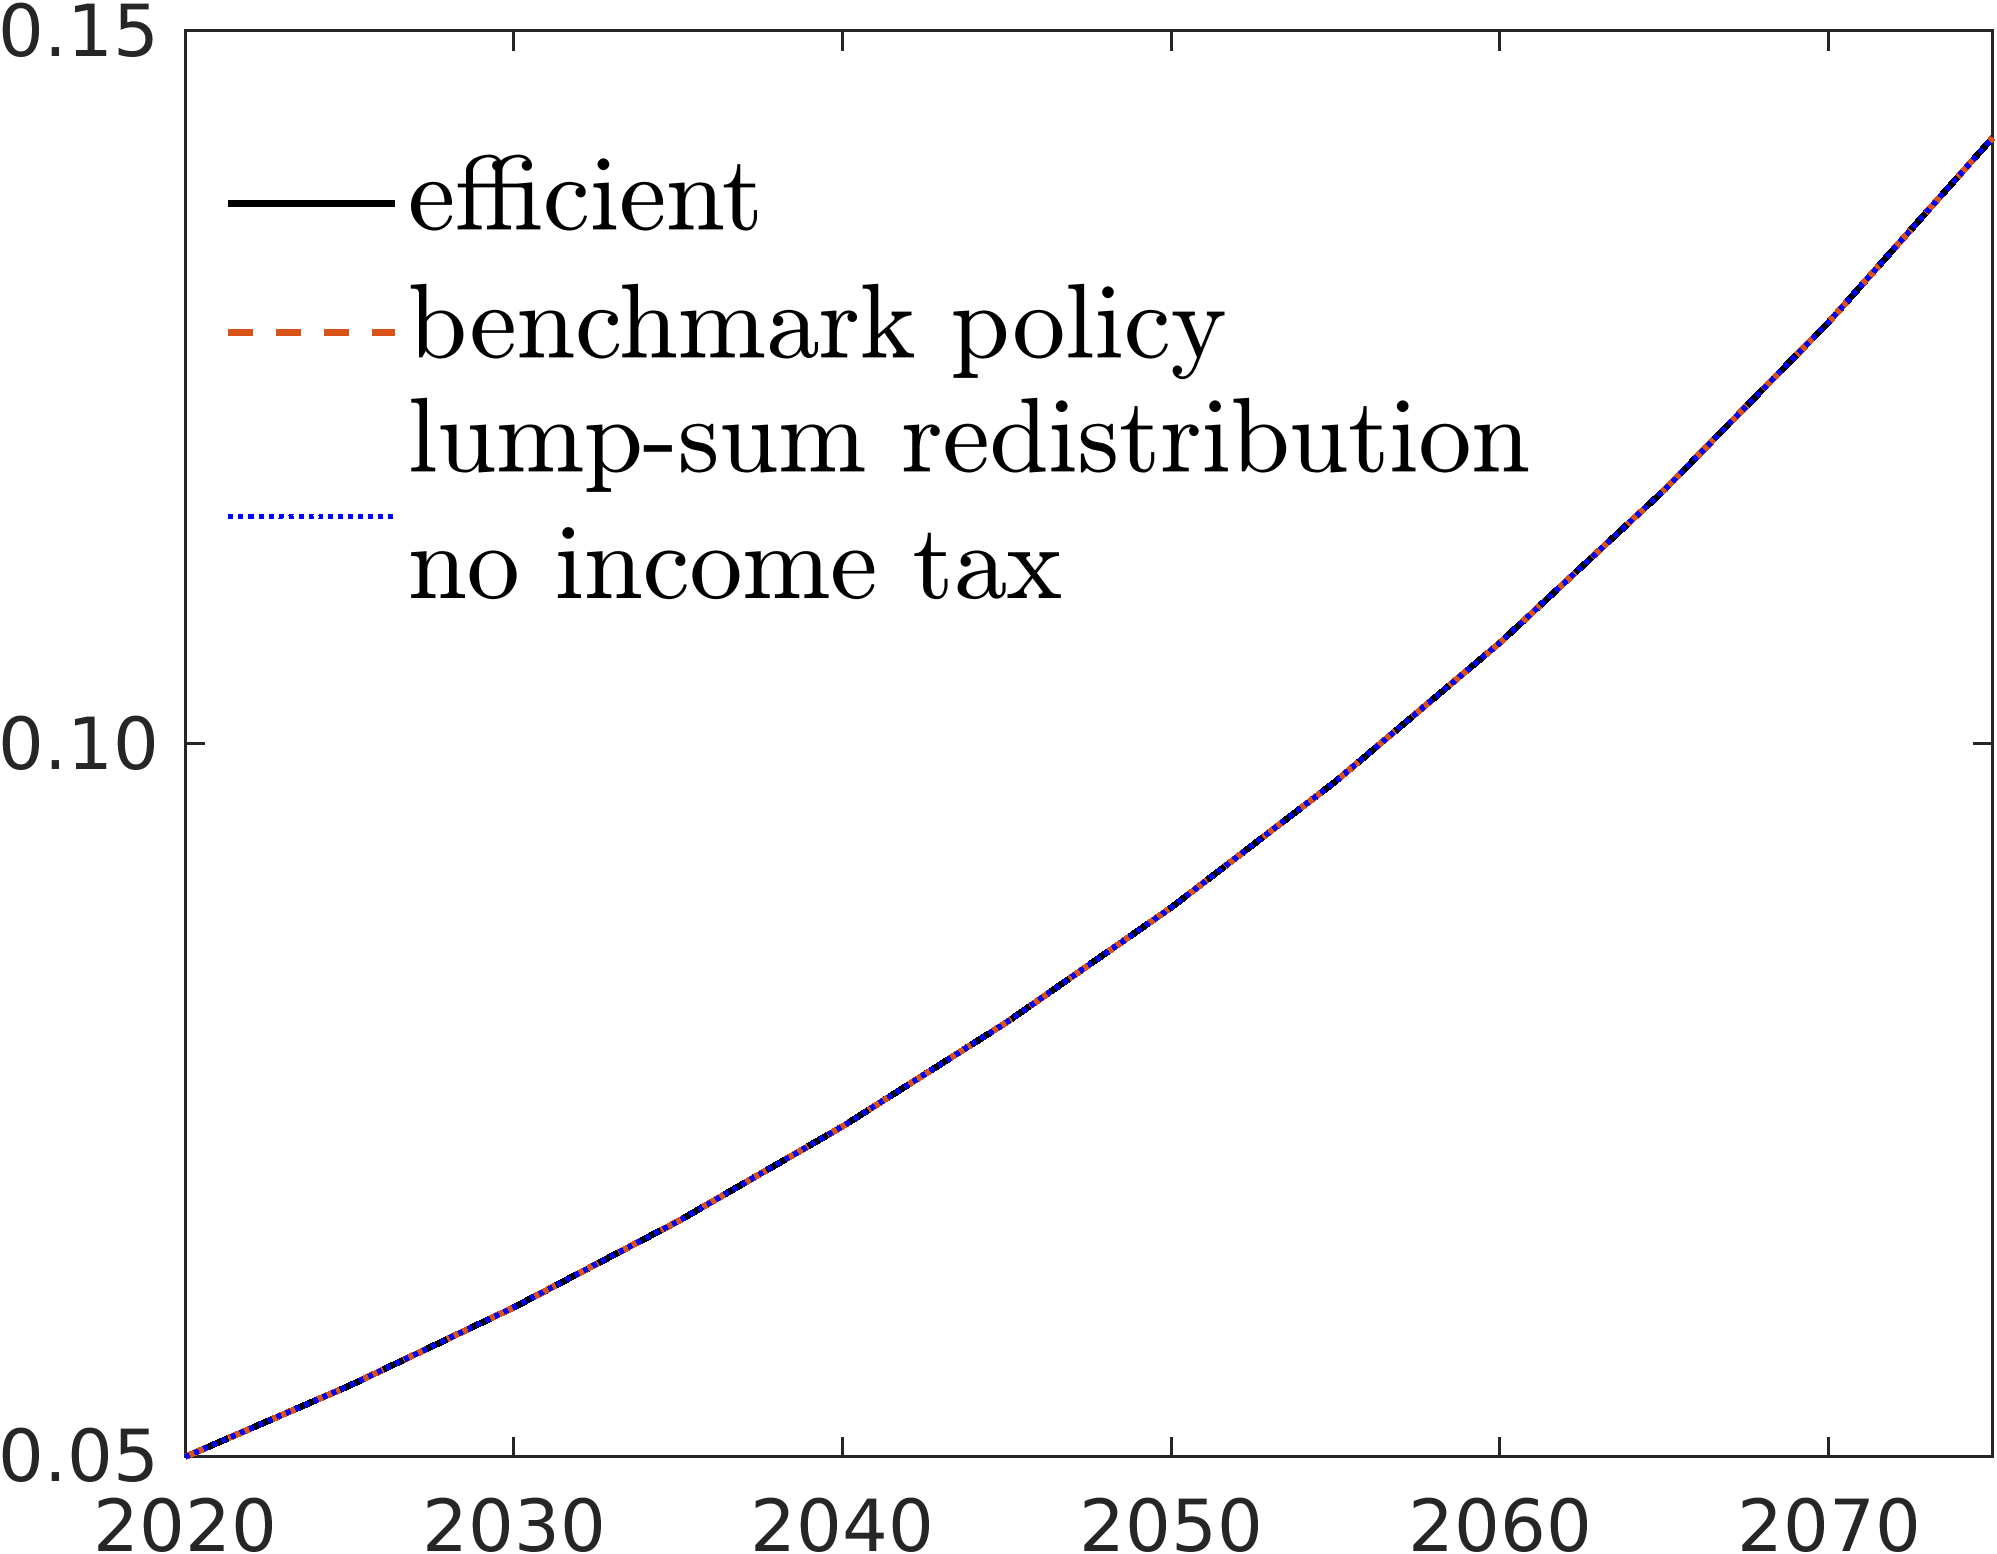 0.15
efficient
benchmark policy
lump-sum redistribution
no income tax
0.10
0.05
2020 2030 2040 2050 2060 2070